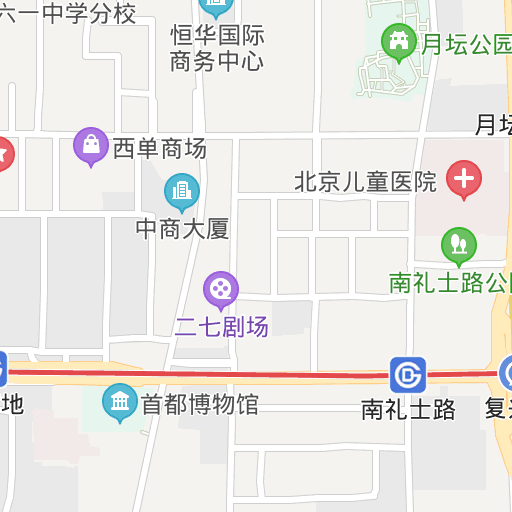 六一中学分校
恒华国际
商务中心
月坛公园
月坛
西单商场
北京儿童医院
中商大厦
南礼士路公园
二七剧场
地
首都博物馆
南礼士路
复兴